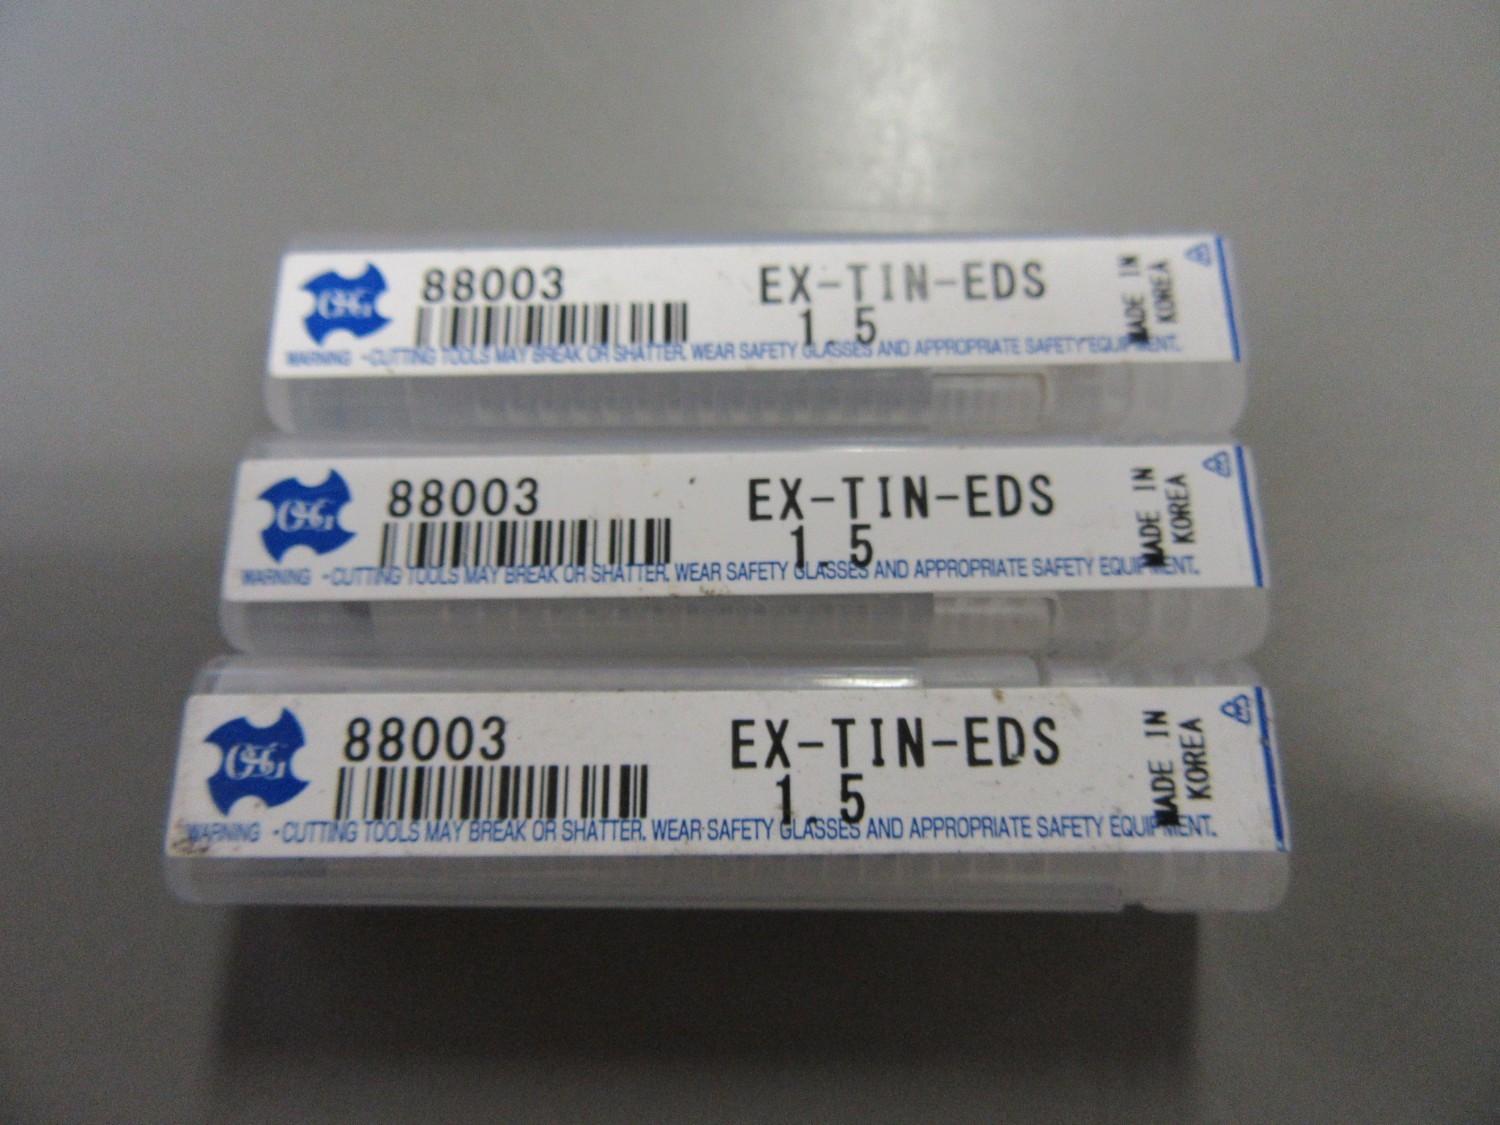 OSG
88003
EX-TIN-EDS
1.5
MADE IN
KOREA
WARNING -CUTTING TOOLS MAY BREAK OR SHATTER. WEAR SAFETY GLASSES AND APPROPRIATE SAFETY EQUIPMENT.
OSG
88003
EX-TIN-EDS
1.5
MADE IN
KOREA
WARNING -CUTTING TOOLS MAY BREAK OR SHATTER. WEAR SAFETY GLASSES AND APPROPRIATE SAFETY EQUIPMENT.
OSG
88003
EX-TIN-EDS
1.5
MADE IN
KOREA
WARNING -CUTTING TOOLS MAY BREAK OR SHATTER. WEAR SAFETY GLASSES AND APPROPRIATE SAFETY EQUIPMENT.